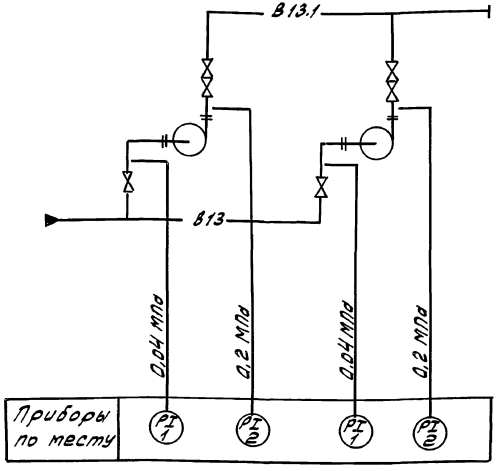 В 13.1
В13
0,04 МПа
0,2 МПа
0,04 МПа
0,2 МПа
Приборы
по месту
PI
1
PI
2
PI
1
PI
2